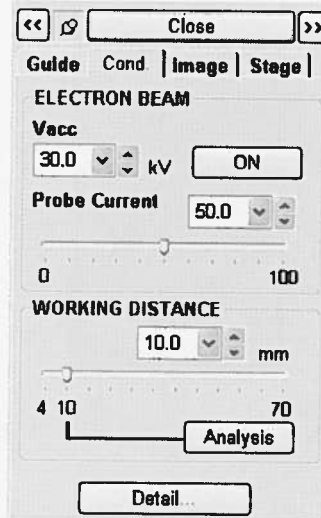 << Close >>
Guide Cond. Image Stage
ELECTRON BEAM
Vacc
30.0 kV ON
Probe Current 50.0
0 100
WORKING DISTANCE
10.0 mm
4 10 70
Analysis
Detail...